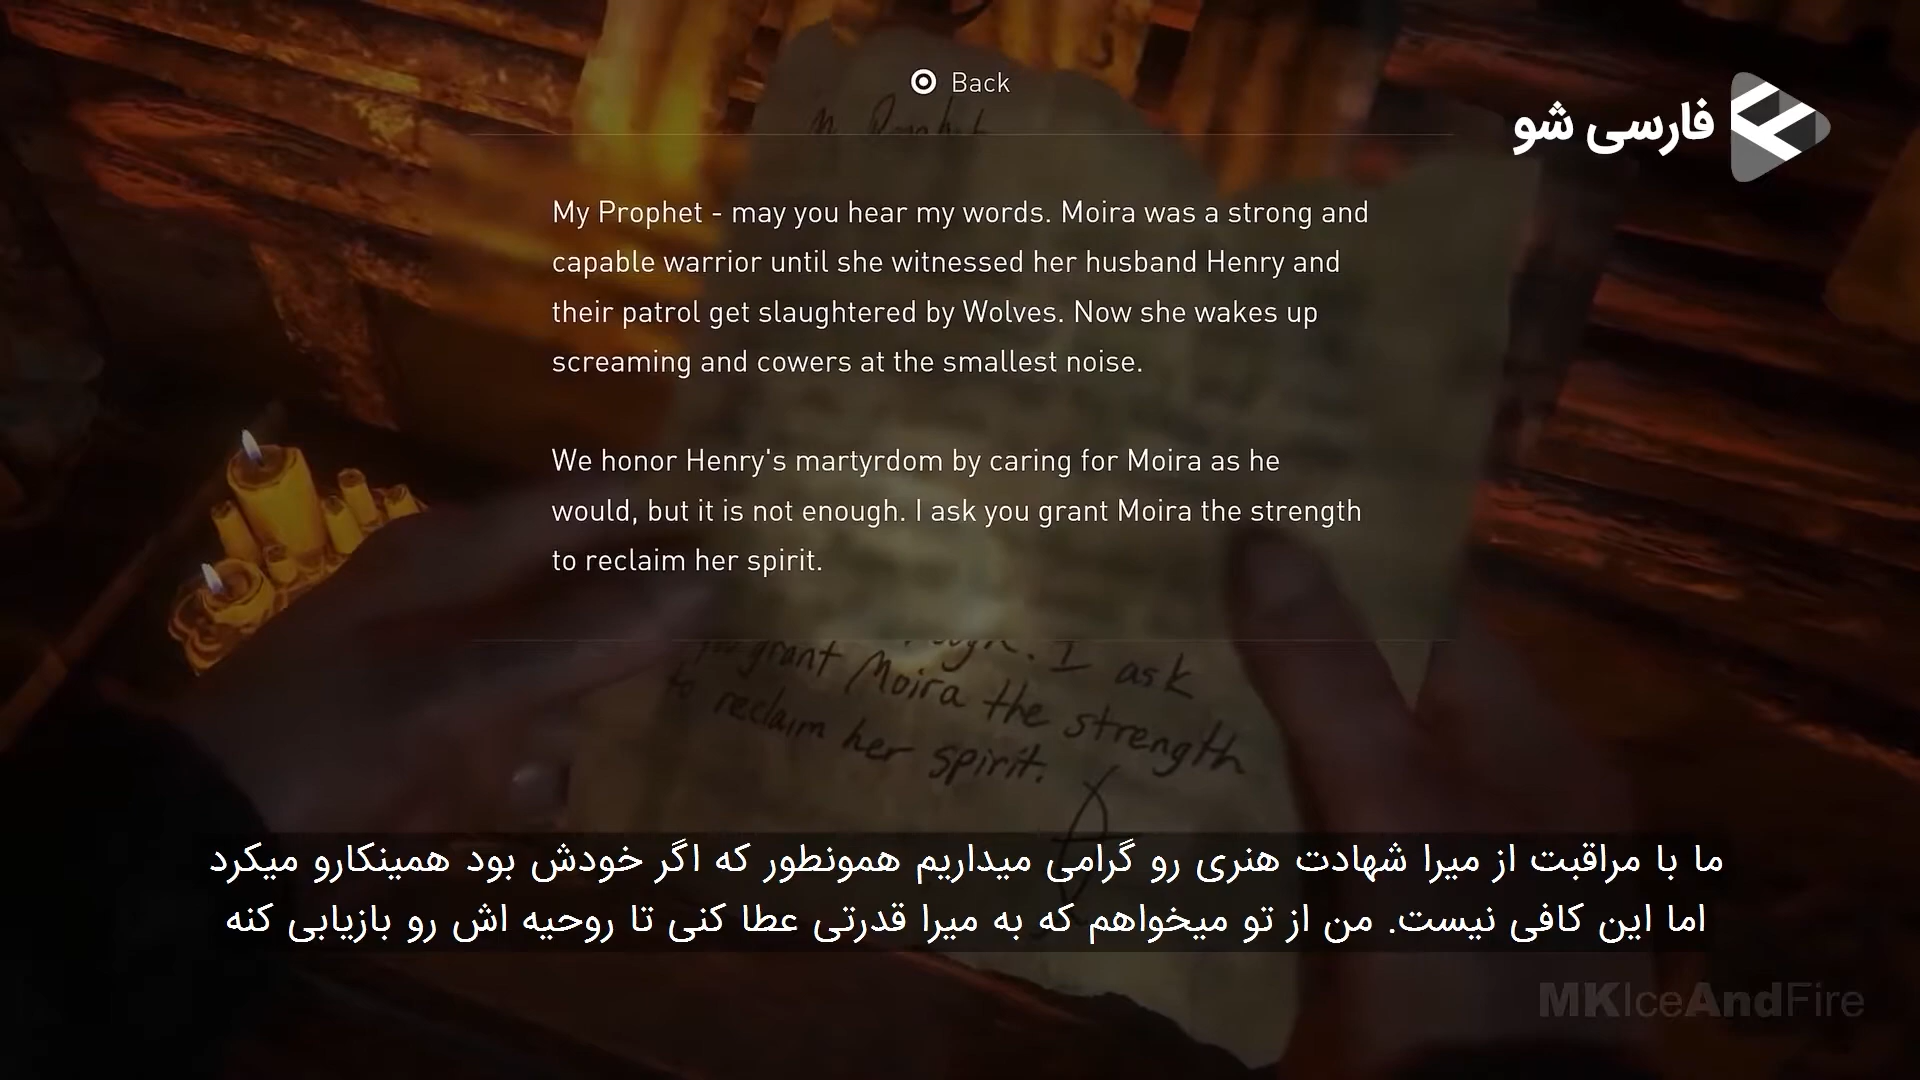 Back
My Prophet
فارسی شو
My Prophet - may you hear my words. Moira was a strong and
capable warrior until she witnessed her husband Henry and
their patrol get slaughtered by Wolves. Now she wakes up
screaming and cowers at the smallest noise.
We honor Henry's martyrdom by caring for Moira as he
would, but it is not enough. I ask you grant Moira the strength
to reclaim her spirit.
I ask
you grant Moira the strength
to reclaim her spirit.
ما با مراقبت از میرا شهادت هنری رو گرامی میداریم همونطور که اگر خودش بود همینکارو میکرد
اما این کافی نیست. من از تو میخواهم که به میرا قدرتی عطا کنی تا روحیه اش رو بازیابی کنه
MKIceAndFire